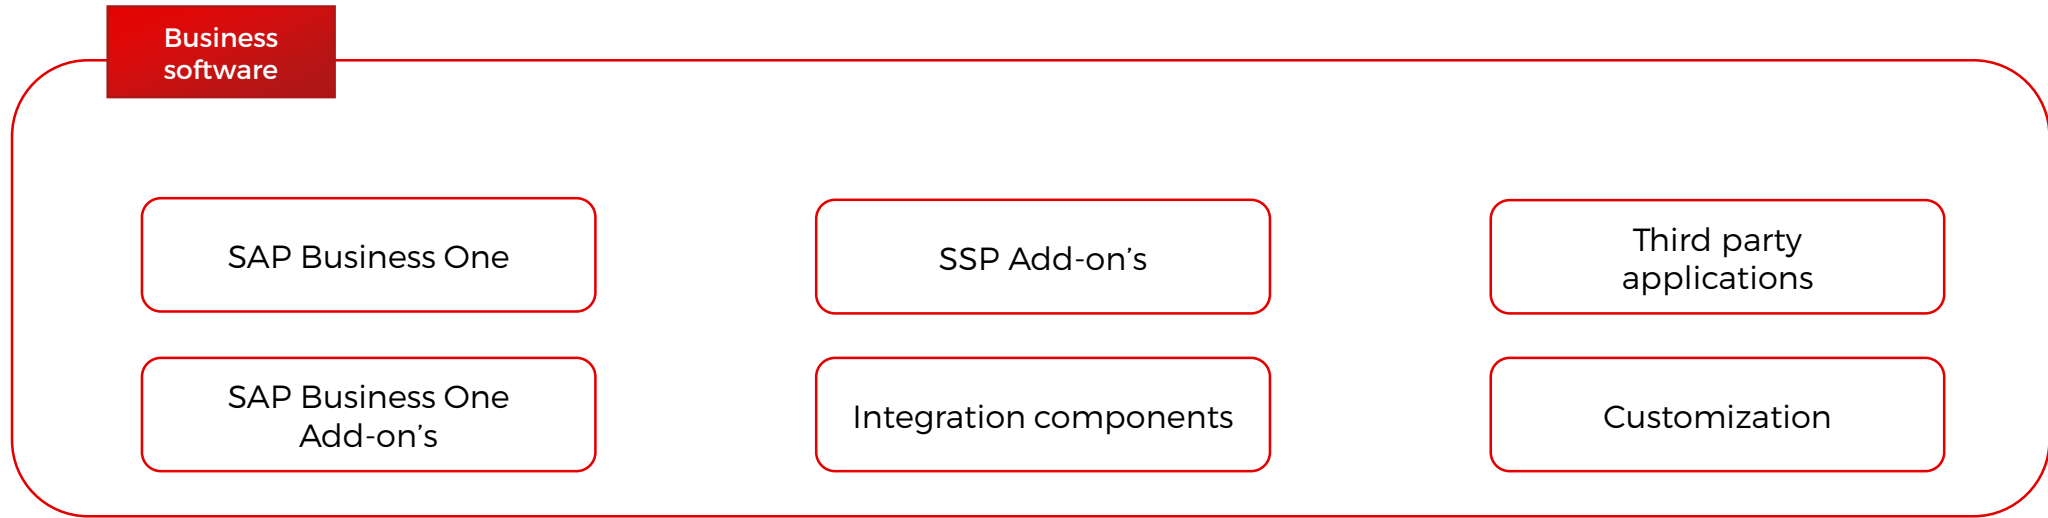 Business
software
SAP Business One
SSP Add-on’s
Third party
applications
SAP Business One
Add-on’s
Integration components
Customization